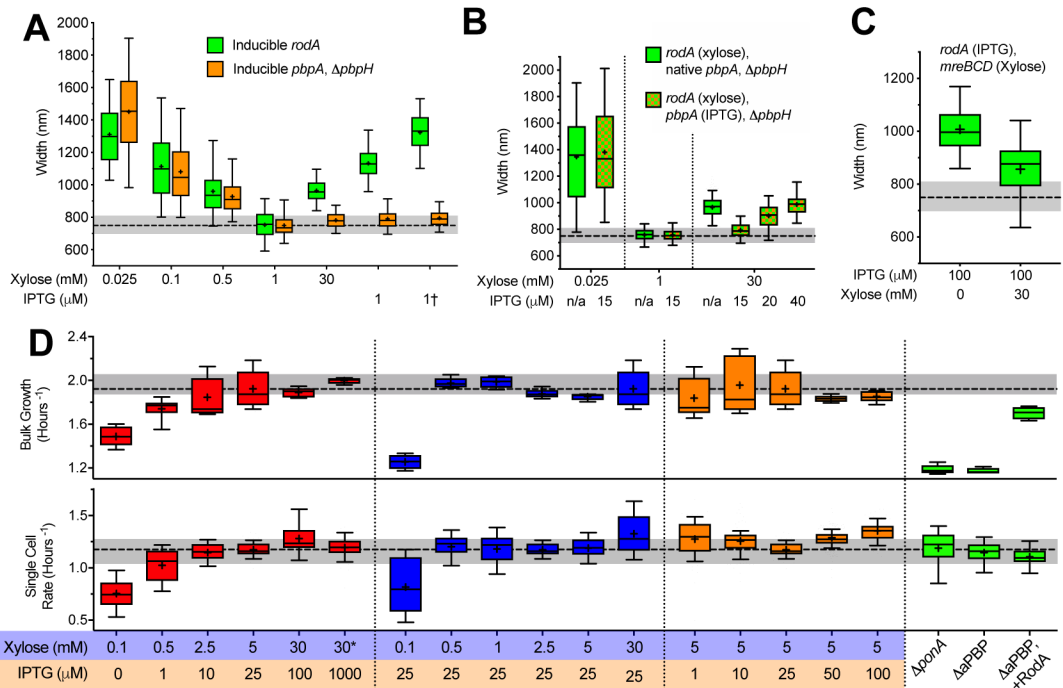 A
2000
1800
1600
1400
1200
1000
800
600
Width (nm)
Inducible rodA
Inducible pbpA, ΔpbpH
Xylose (mM) 0.025 0.1 0.5 1 30
IPTG (μM) 1 1†
B
2000
1800
1600
1400
1200
1000
800
600
Width (nm)
rodA (xylose),
native pbpA, ΔpbpH
rodA (xylose),
pbpA (IPTG), ΔpbpH
Xylose (mM) 0.025 1 30
IPTG (μM) n/a 15 n/a 15 n/a 15 20 40
C
rodA (IPTG),
mreBCD (Xylose)
1200
1000
800
600
Width (nm)
IPTG (μM) 100 100
Xylose (mM) 0 30
D
2.4
2.0
1.6
1.2
Bulk Growth
(Hours -1)
1.5
1.0
0.5
Single Cell
Rate (Hours -1)
Xylose (mM) 0.1 0.5 2.5 5 30 30* 0.1 0.5 1 2.5 5 30 5 5 5 5 5
IPTG (μM) 0 1 10 25 100 1000 25 25 25 25 25 25 1 10 25 50 100
ΔponA
ΔaPBP
ΔaPBP,
+RodA